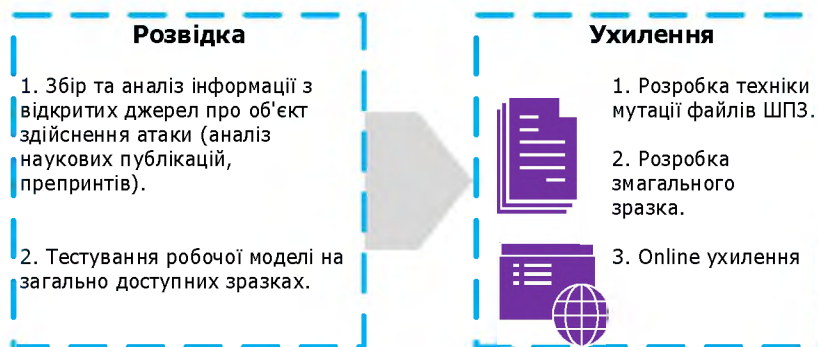 Розвідка
1. Збір та аналіз інформації з
відкритих джерел про об'єкт
здійснення атаки (аналіз
наукових публікацій,
препринтів).
2. Тестування робочої моделі на
загально доступних зразках.
Ухилення
1. Розробка техніки
мутації файлів ШПЗ.
2. Розробка
змагального
зразка.
3. Online ухилення